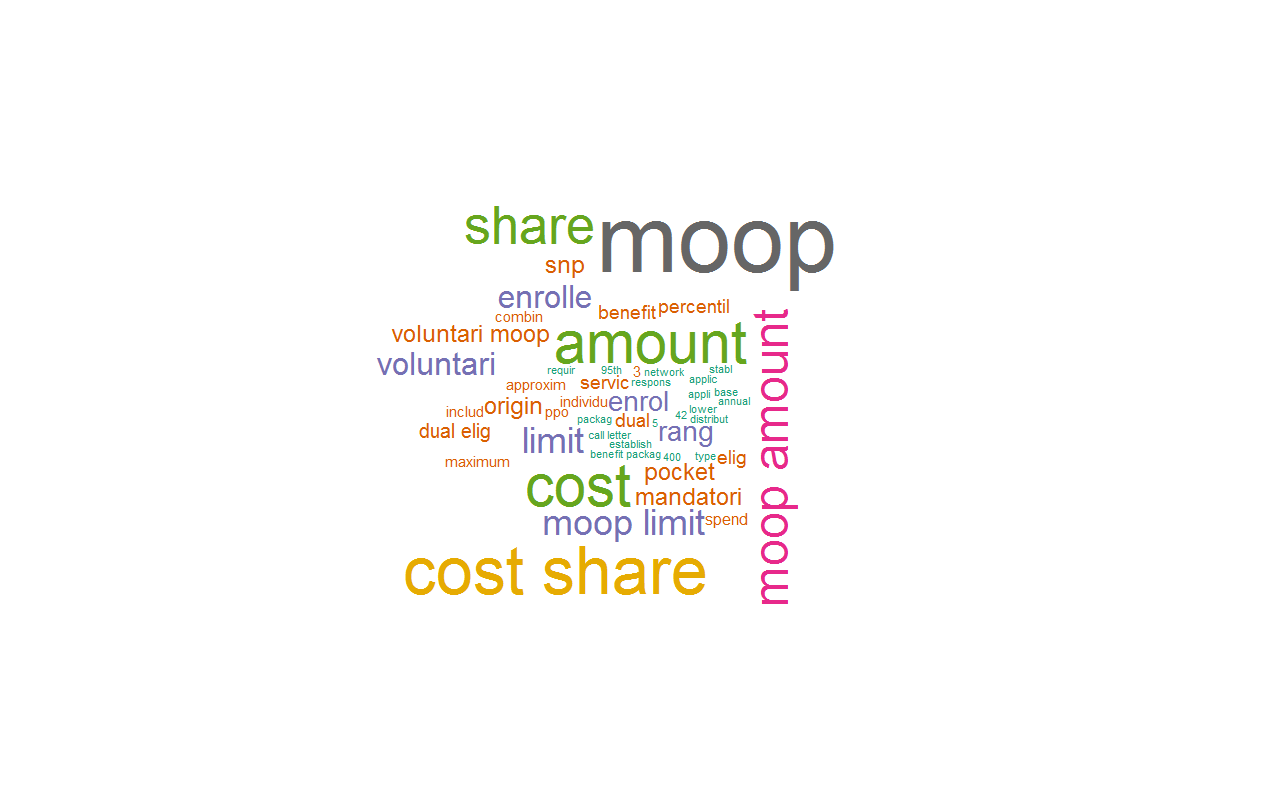 share
moop
snp
enrolle
benefit
percentil
combin
voluntari moop
amount
moop amount
voluntari
requir
95th
3
network
stabl
approxim
servic
respons
applic
individu
enrol
appli
base
annual
includ
origin
ppo
packag
dual
5
42
lower
distribut
dual elig
limit
call letter
rang
establish
benefit packag
400
type
elig
maximum
cost
pocket
mandatori
moop limit
spend
cost share